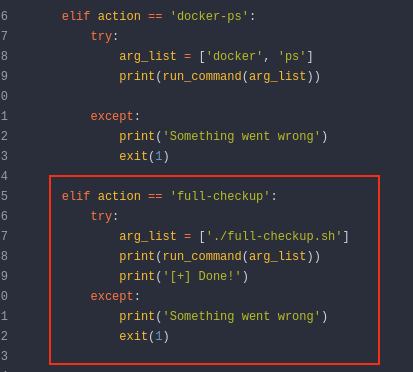 6 elif action == 'docker-ps':
7 try:
8 arg_list = ['docker', 'ps']
9 print(run_command(arg_list))
0
1 except:
2 print('Something went wrong')
3 exit(1)
4
5 elif action == 'full-checkup':
6 try:
7 arg_list = ['./full-checkup.sh']
8 print(run_command(arg_list))
9 print('[+] Done!')
0 except:
1 print('Something went wrong')
2 exit(1)
3